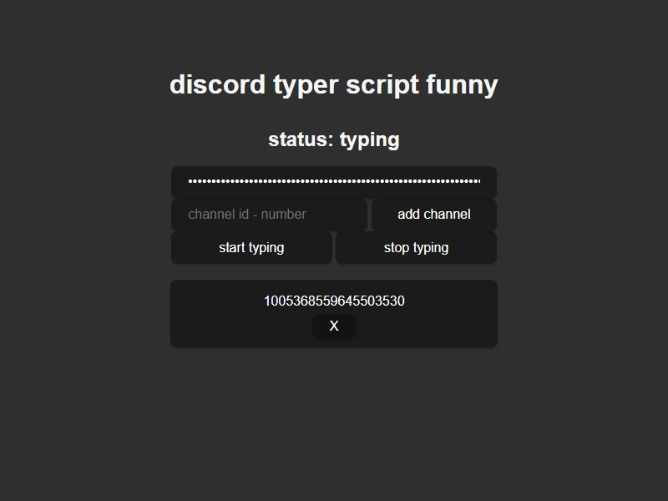 discord typer script funny
status: typing
••••••••••••••••••••••••••••••••••••••••••••••••••••••••••••••••••••••
channel id - number add channel
start typing stop typing
1005368559645503530
X